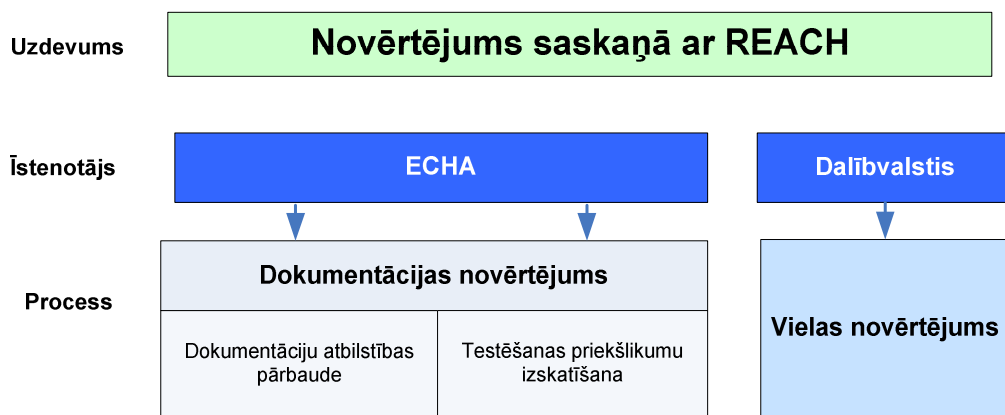 Uzdevums
Novērtējums saskaņā ar REACH
Īstenotājs
ECHA
Dalībvalstis
Process
Dokumentācijas novērtējums
Dokumentāciju atbilstības
pārbaude
Testēšanas priekšlikumu
izskatīšana
Vielas novērtējums